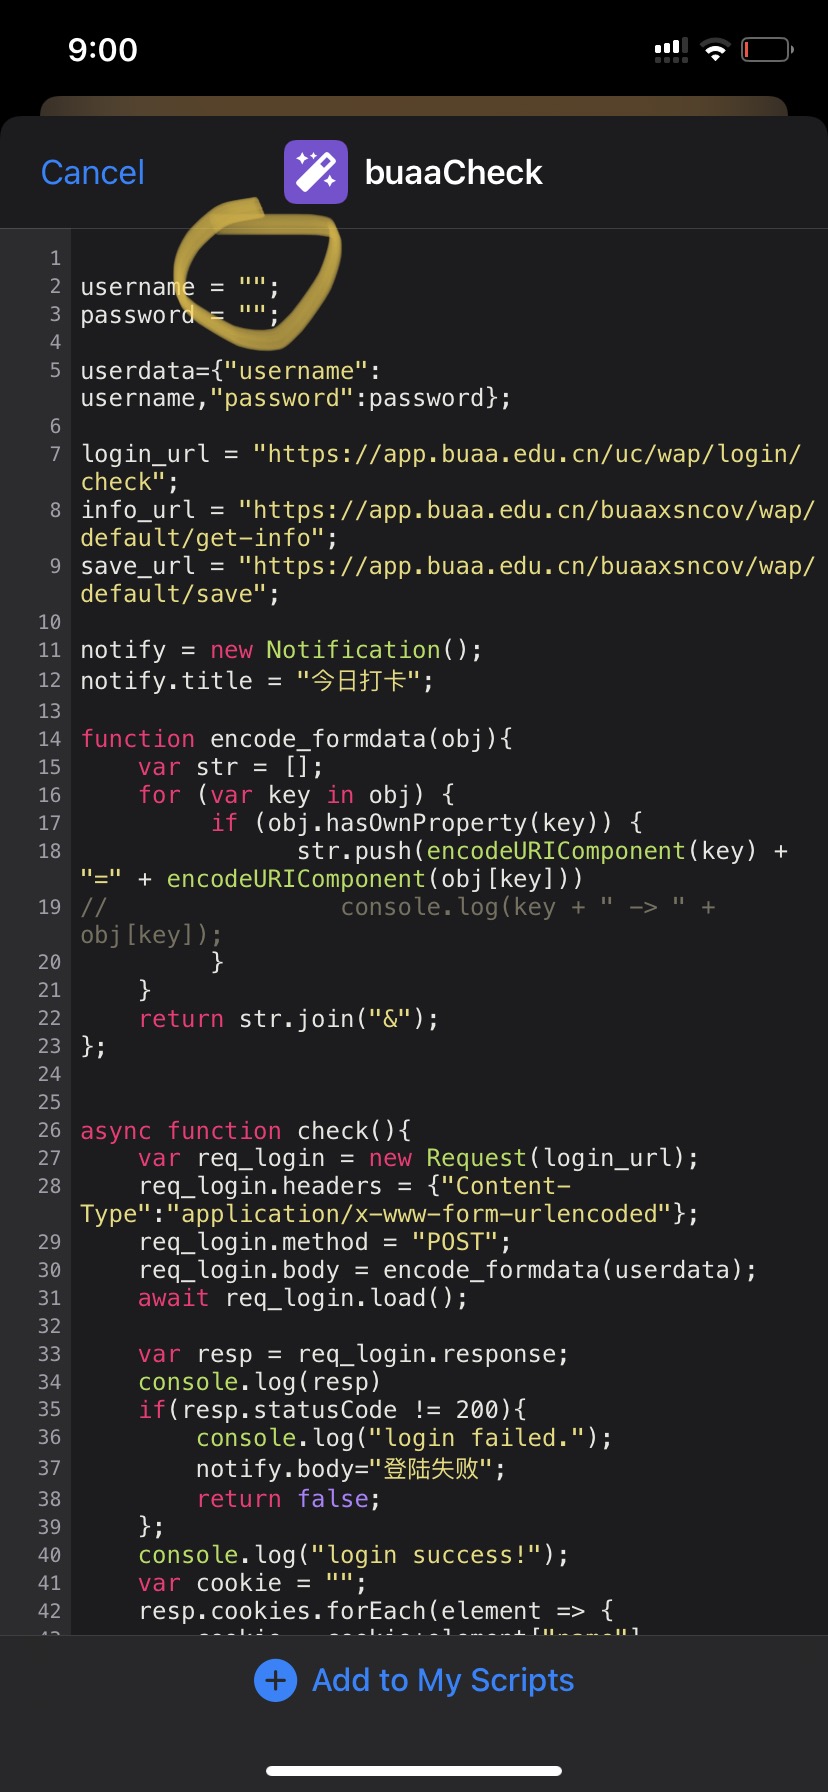 9:00
Cancel
buaaCheck
1
2 username = "";
3 password = "";
4
5 userdata={"username":
username,"password":password};
6
7 login_url = "https://app.buaa.edu.cn/uc/wap/login/
check";
8 info_url = "https://app.buaa.edu.cn/buaaxsncov/wap/
default/get-info";
9 save_url = "https://app.buaa.edu.cn/buaaxsncov/wap/
default/save";
10
11 notify = new Notification();
12 notify.title = "今日打卡";
13
14 function encode_formdata(obj){
15     var str = [];
16     for (var key in obj) {
17          if (obj.hasOwnProperty(key)) {
18                str.push(encodeURIComponent(key) +
"=" + encodeURIComponent(obj[key]))
19 //                console.log(key + " -> " +
obj[key]);
20          }
21     }
22     return str.join("&");
23 };
24
25
26 async function check(){
27     var req_login = new Request(login_url);
28     req_login.headers = {"Content-
Type":"application/x-www-form-urlencoded"};
29     req_login.method = "POST";
30     req_login.body = encode_formdata(userdata);
31     await req_login.load();
32
33     var resp = req_login.response;
34     console.log(resp)
35     if(resp.statusCode != 200){
36         console.log("login failed.");
37         notify.body="登陆失败";
38         return false;
39     };
40     console.log("login success!");
41     var cookie = "";
42     resp.cookies.forEach(element => {
Add to My Scripts